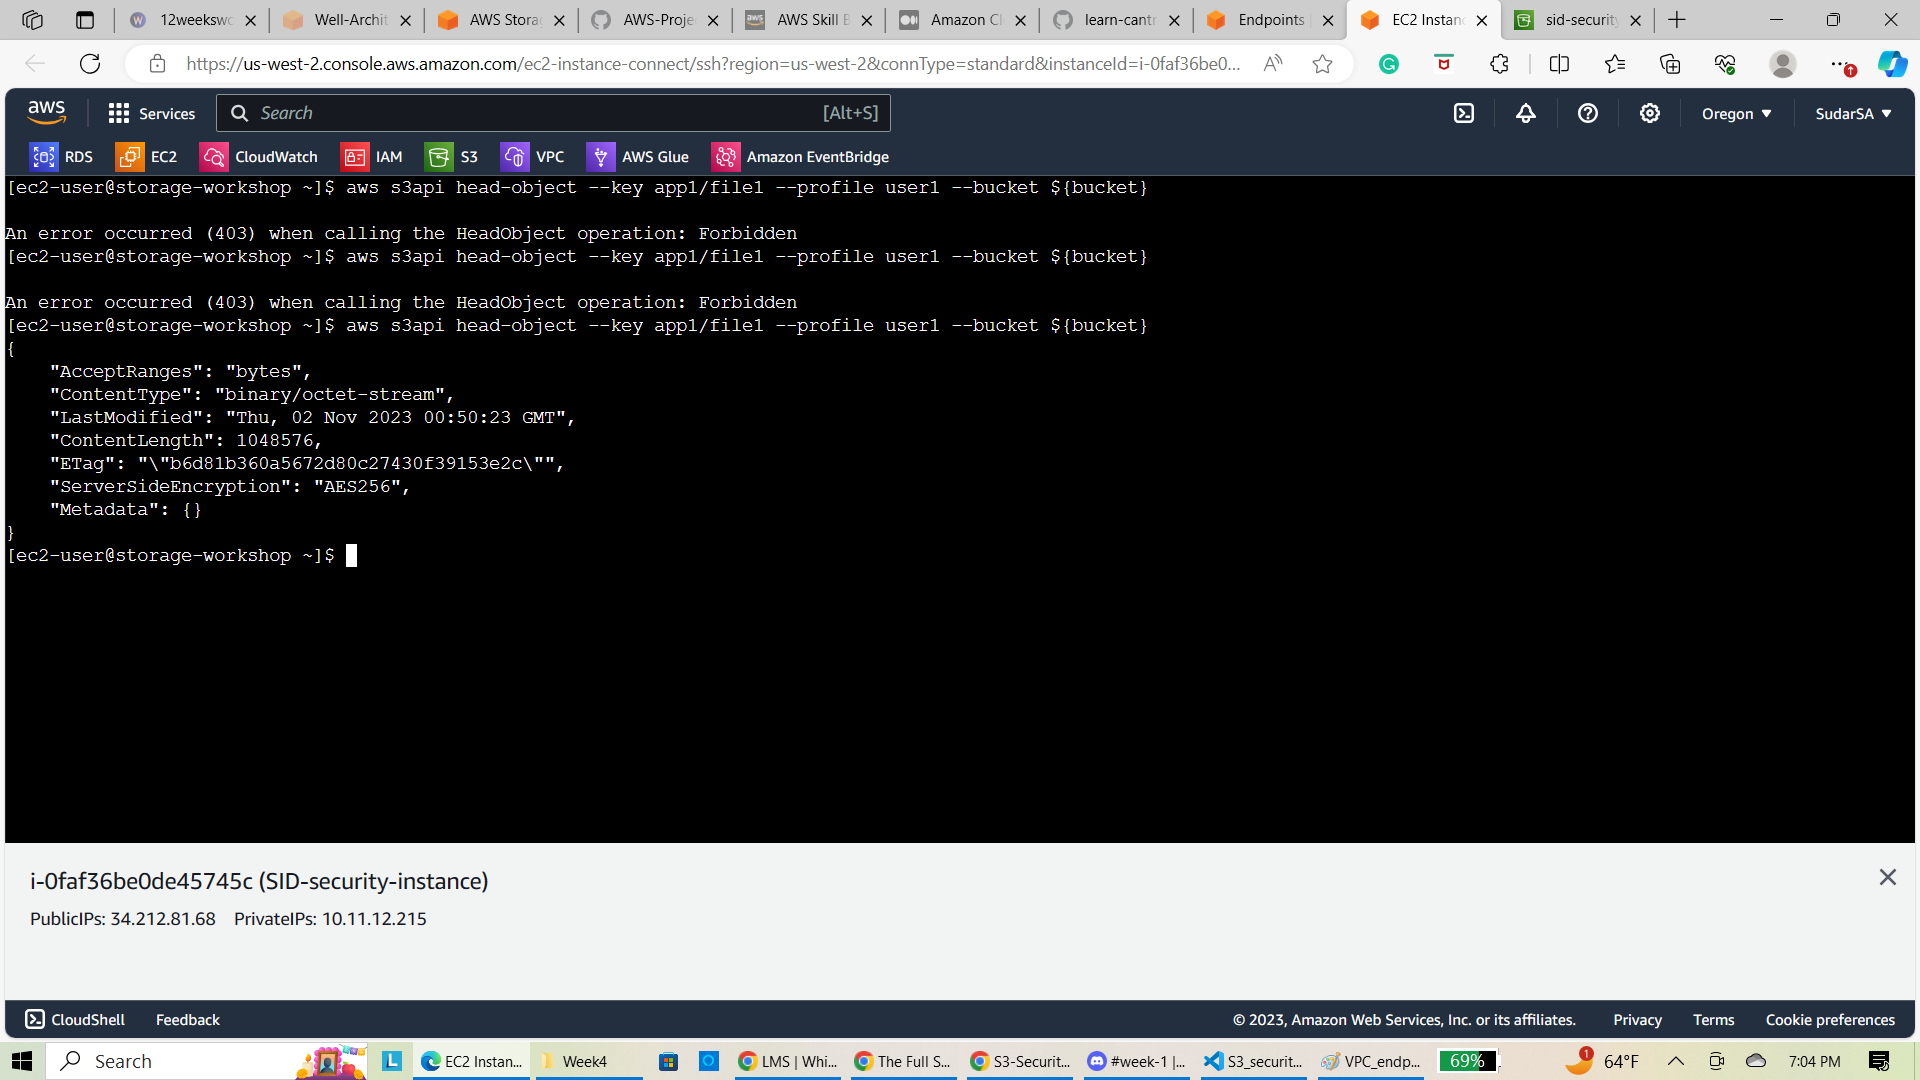 12weekswo
Well-Archit
AWS Stora
AWS-Proje
AWS Skill B
Amazon Cl
learn-cantr
Endpoints
EC2 Instanc
sid-security
https://us-west-2.console.aws.amazon.com/ec2-instance-connect/ssh?region=us-west-2&connType=standard&instanceId=i-0faf36be0...
aws
Services
Search
[Alt+S]
Oregon
SudarSA
RDS
EC2
CloudWatch
IAM
S3
VPC
AWS Glue
Amazon EventBridge
[ec2-user@storage-workshop ~]$ aws s3api head-object --key app1/file1 --profile user1 --bucket ${bucket}
An error occurred (403) when calling the HeadObject operation: Forbidden
[ec2-user@storage-workshop ~]$ aws s3api head-object --key app1/file1 --profile user1 --bucket ${bucket}
An error occurred (403) when calling the HeadObject operation: Forbidden
[ec2-user@storage-workshop ~]$ aws s3api head-object --key app1/file1 --profile user1 --bucket ${bucket}
{
"AcceptRanges": "bytes",
"ContentType": "binary/octet-stream",
"LastModified": "Thu, 02 Nov 2023 00:50:23 GMT",
"ContentLength": 1048576,
"ETag": "\"b6d81b360a5672d80c27430f39153e2c\"",
"ServerSideEncryption": "AES256",
"Metadata": {}
}
[ec2-user@storage-workshop ~]$
i-0faf36be0de45745c (SID-security-instance)
PublicIPs: 34.212.81.68 PrivateIPs: 10.11.12.215
CloudShell
Feedback
© 2023, Amazon Web Services, Inc. or its affiliates.
Privacy
Terms
Cookie preferences
Search
EC2 Instan...
Week4
LMS | Whi...
The Full S...
S3-Securit...
#week-1 |...
S3_securit...
VPC_endp...
69%
1
64°F
7:04 PM